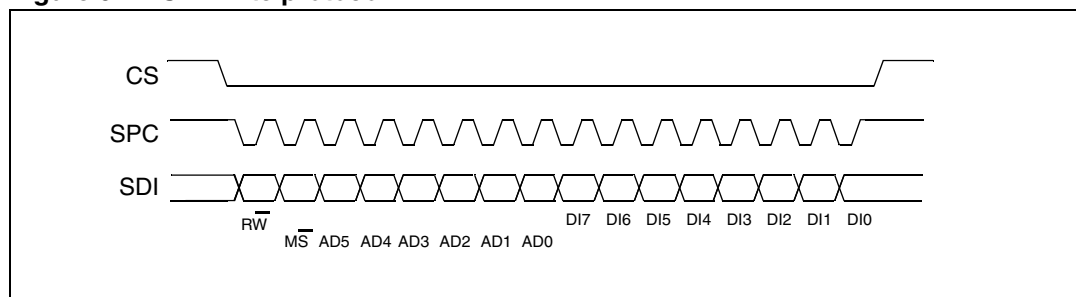 CS
SPC
SDI
RW
DI7 DI6 DI5 DI4 DI3 DI2 DI1 DI0
MS AD5 AD4 AD3 AD2 AD1 AD0